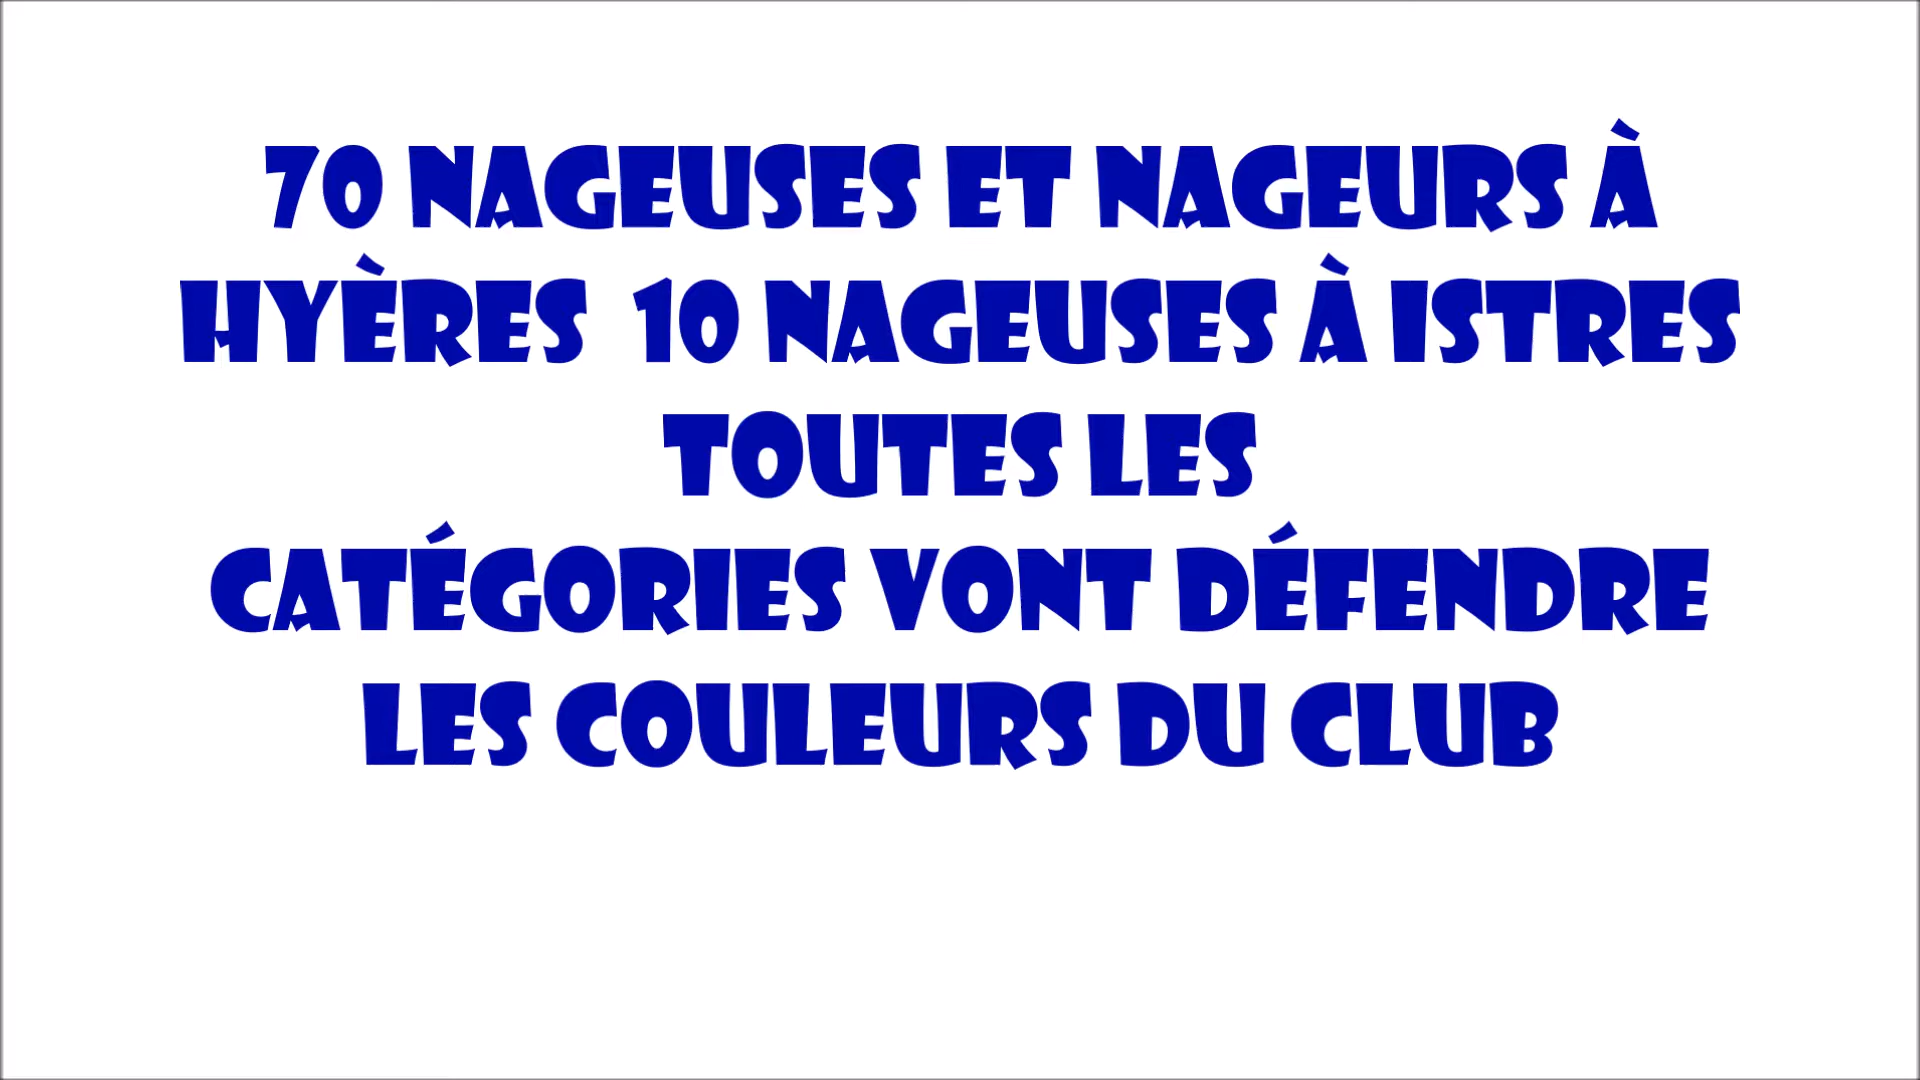 70 NAGEUSES ET NAGEURS À
HYÈRES  10 NAGEUSES À ISTRES
TOUTES LES
CATÉGORIES VONT DÉFENDRE
LES COULEURS DU CLUB